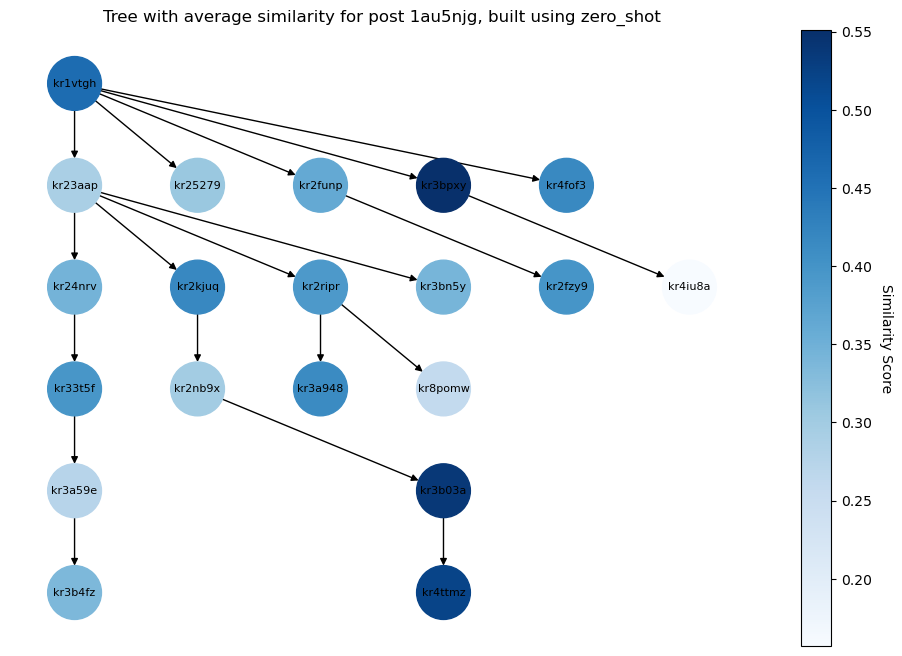 Tree with average similarity for post 1au5njg, built using zero_shot
kr1vtgh
kr23aap
kr25279
kr2funp
kr3bpxy
kr4fof3
kr24nrv
kr2kjuq
kr2ripr
kr3bn5y
kr2fzy9
kr4iu8a
kr33t5f
kr2nb9x
kr3a948
kr8pomw
kr3a59e
kr3b03a
kr3b4fz
kr4ttmz
0.55
0.50
0.45
0.40
0.35
0.30
0.25
0.20
Similarity Score